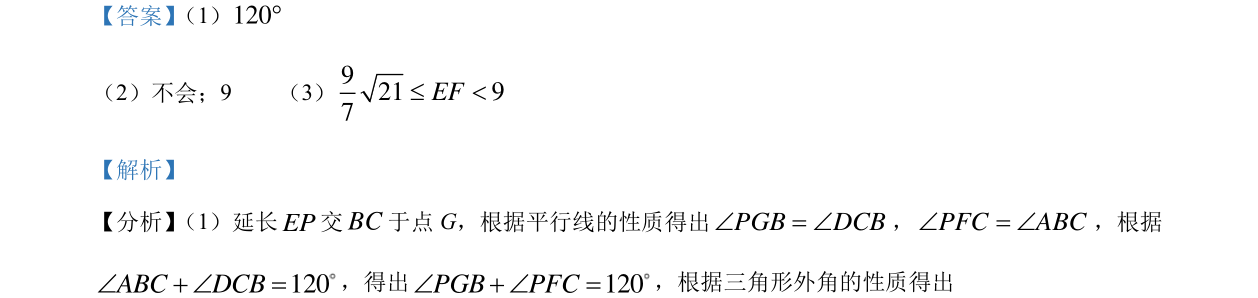 【答案】（1）120°
（2）不会；9 （3）$\frac{9}{7}\sqrt{21} \leq EF < 9$
【解析】
【分析】（1）延长 EP 交 BC 于点 G，根据平行线的性质得出 ∠PGB = ∠DCB ，∠PFC = ∠ABC ，根据
∠ABC + ∠DCB = 120°，得出 ∠PGB + ∠PFC = 120°，根据三角形外角的性质得出